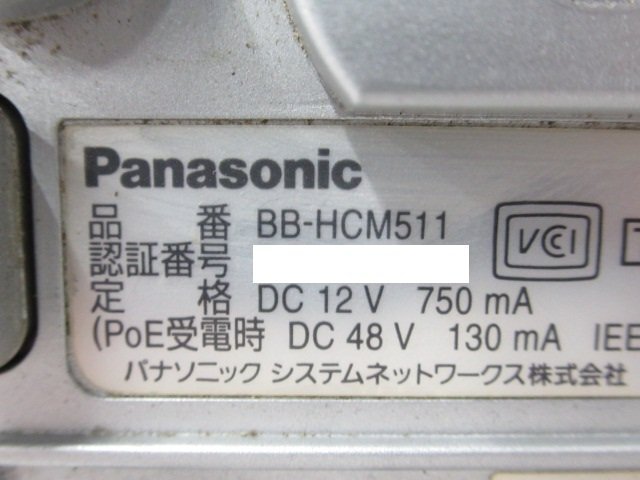 Panasonic
品 番 BB-HCM511
認証番号
定 格 DC 12 V 750 mA
(PoE受電時 DC 48 V 130 mA IEE
パナソニック システムネットワークス株式会社
VCCI